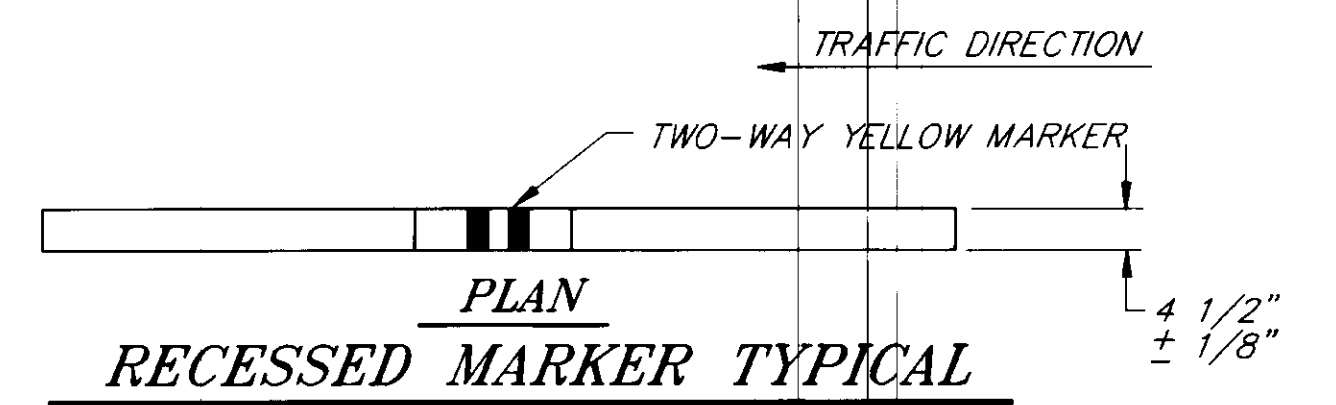 TRAFFIC DIRECTION
TWO-WAY YELLOW MARKER
4 1/2"
± 1/8"
PLAN
RECESSED MARKER TYPICAL